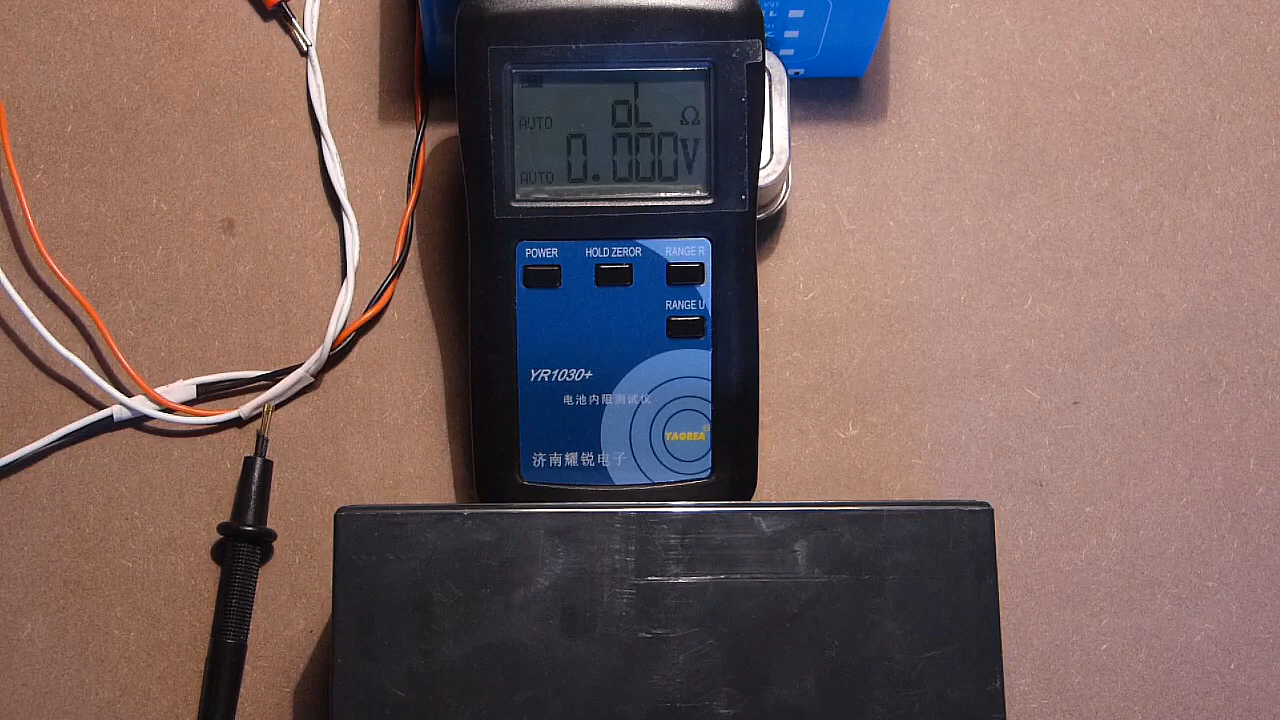 AUTO
oL Ω
AUTO
0.000V
POWER
HOLD ZEROR
RANGE R
RANGE U
YR1030+
电池内阻测试仪
YAOREA
济南耀锐电子